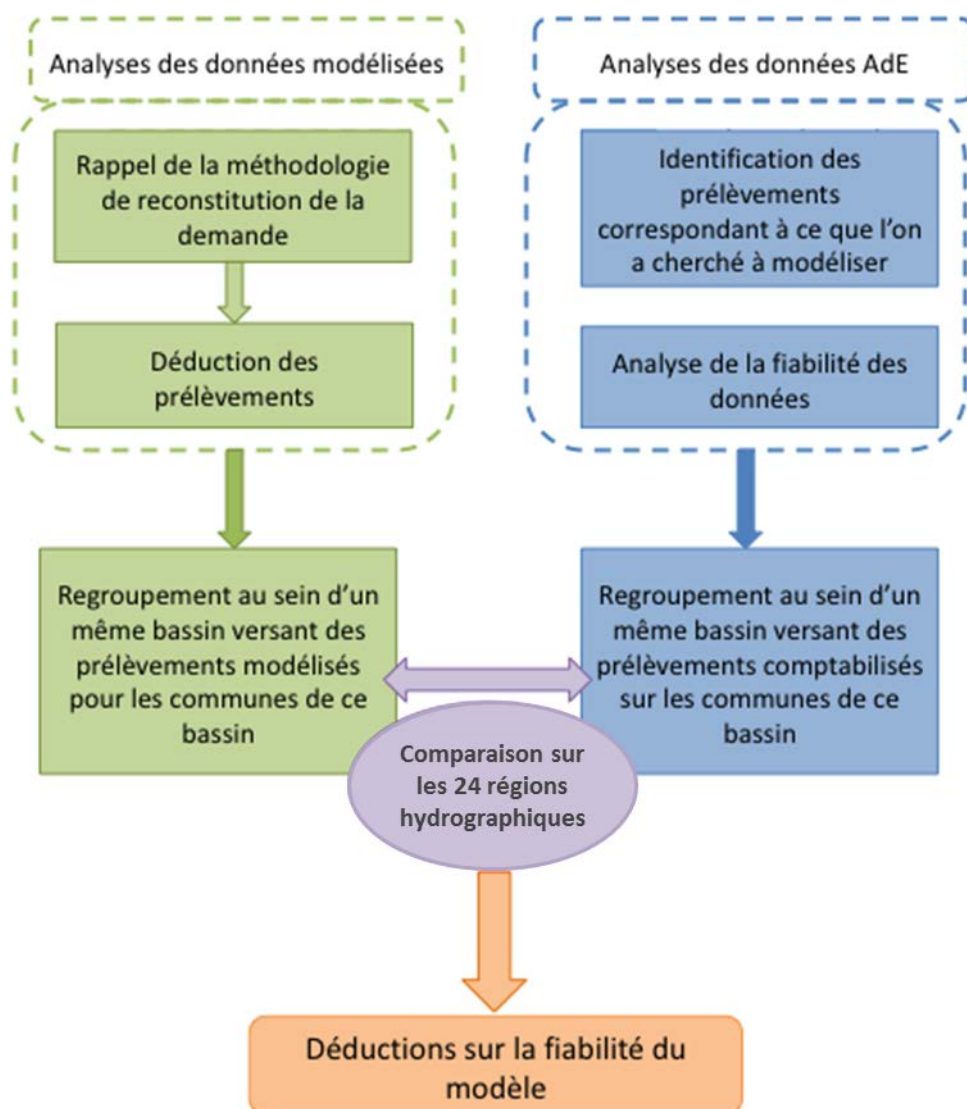 Analyses des données modélisées
Rappel de la méthodologie
de reconstitution de la
demande
Déduction des
prélèvements
Regroupement au sein d'un
même bassin versant des
prélèvements modélisés
pour les communes de ce
bassin
Analyses des données AdE
Identification des
prélèvements
correspondant à ce que l'on
a cherché à modéliser
Analyse de la fiabilité des
données
Regroupement au sein d'un
même bassin versant des
prélèvements comptabilisés
sur les communes de ce
bassin
Comparaison sur
les 24 régions
hydrographiques
Déductions sur la fiabilité du
modèle